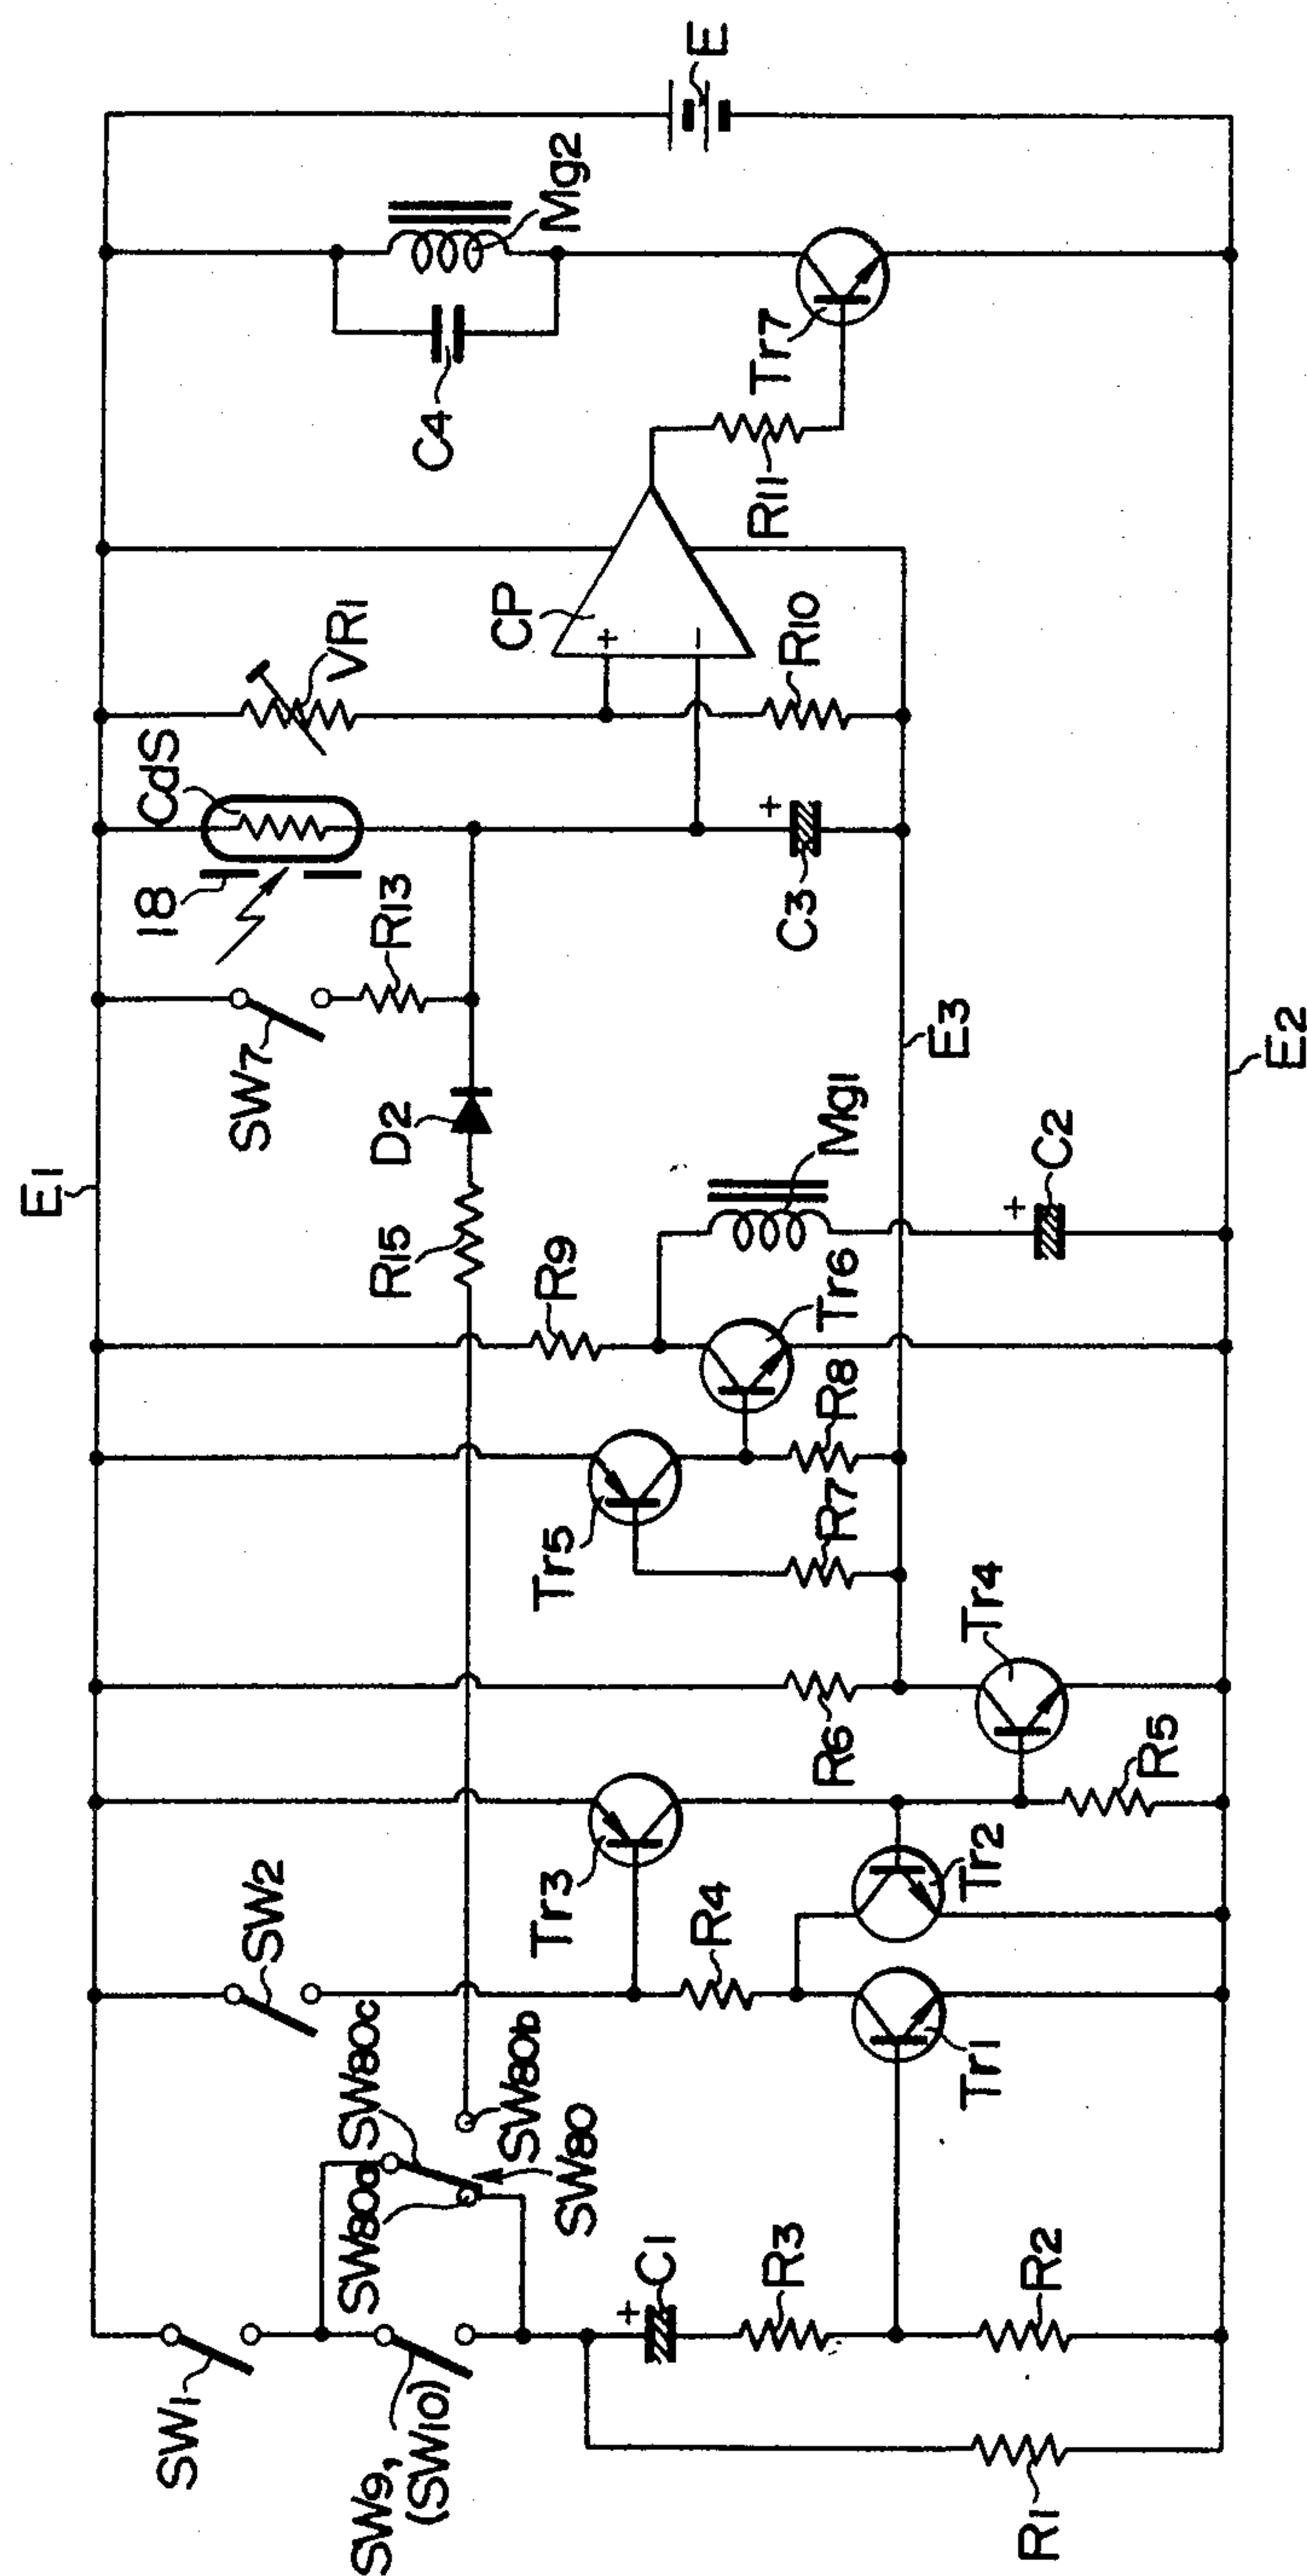 E1
E
Mg2
C4
Tr7
R11
CP
+
−
VR1
R10
CdS
18
+
C3
R13
SW7
D2
E3
E2
R15
Mg1
+
C2
R9
Tr6
R8
R7
Tr5
Tr4
R6
R5
Tr3
Tr2
R4
SW2
Tr1
SW80c
SW80b
SW80
SW80a
SW1
SW9,
(SW10)
+
C1
R3
R2
R1